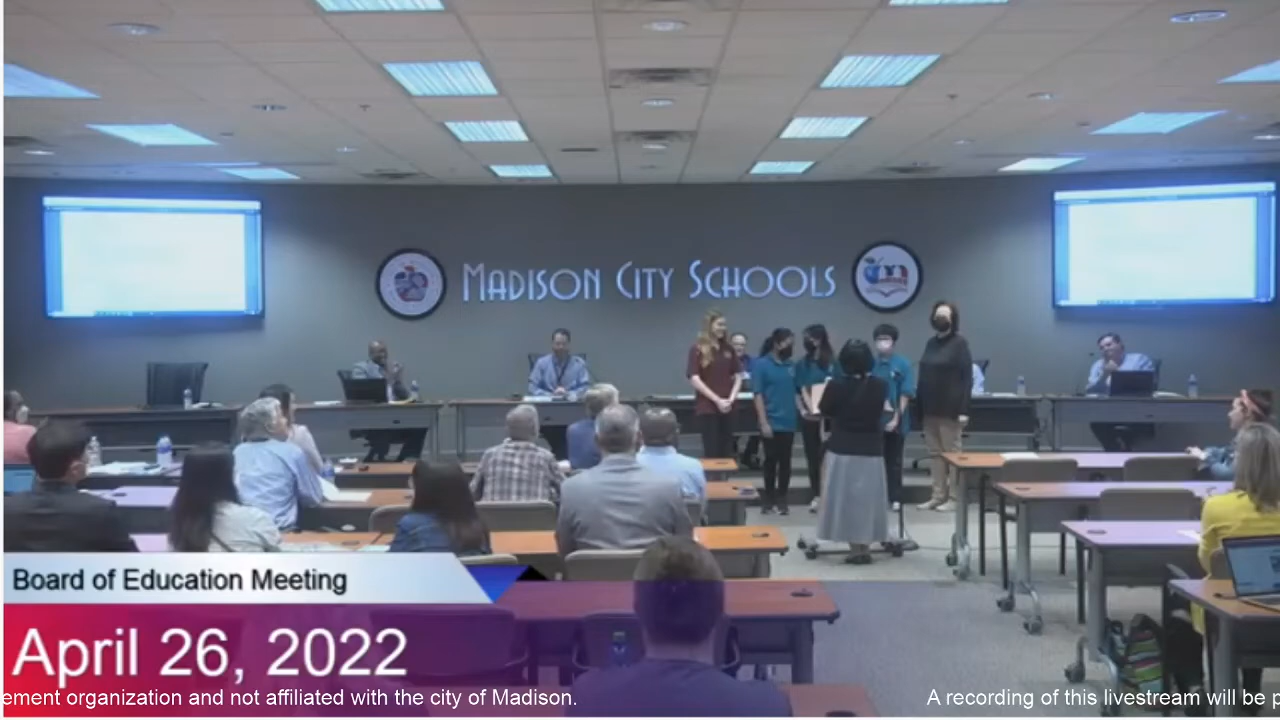 MADISON CITY SCHOOLS
Board of Education Meeting
April 26, 2022
ement organization and not affiliated with the city of Madison. A recording of this livestream will be p